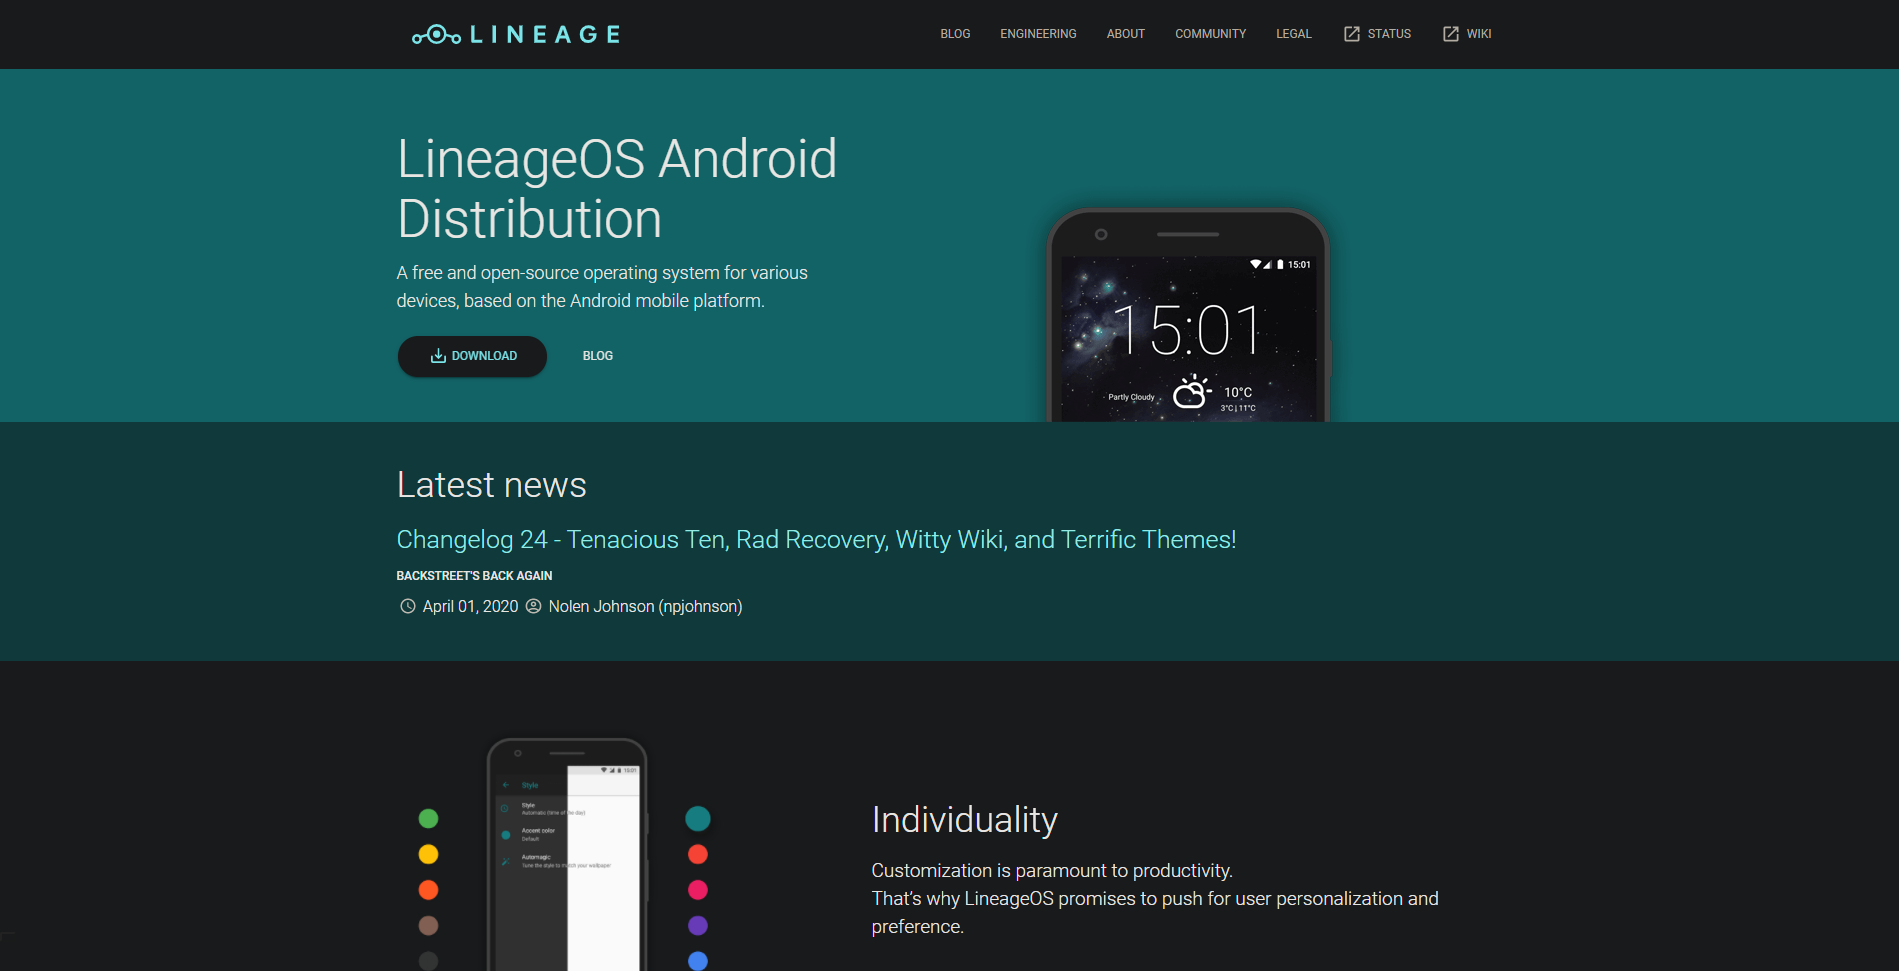 LINEAGE
BLOG
ENGINEERING
ABOUT
COMMUNITY
LEGAL
STATUS
WIKI
LineageOS Android
Distribution
A free and open-source operating system for various
devices, based on the Android mobile platform.
DOWNLOAD
BLOG
15:01
15:01
Partly Cloudy
10°C
3°C | 11°C
Latest news
Changelog 24 - Tenacious Ten, Rad Recovery, Witty Wiki, and Terrific Themes!
BACKSTREET'S BACK AGAIN
April 01, 2020 Nolen Johnson (npjohnson)
15:01
Style
Style
Automatic (time of the day)
Accent color
Default
Automagic
Tune the style to match your wallpaper
Individuality
Customization is paramount to productivity.
That's why LineageOS promises to push for user personalization and
preference.